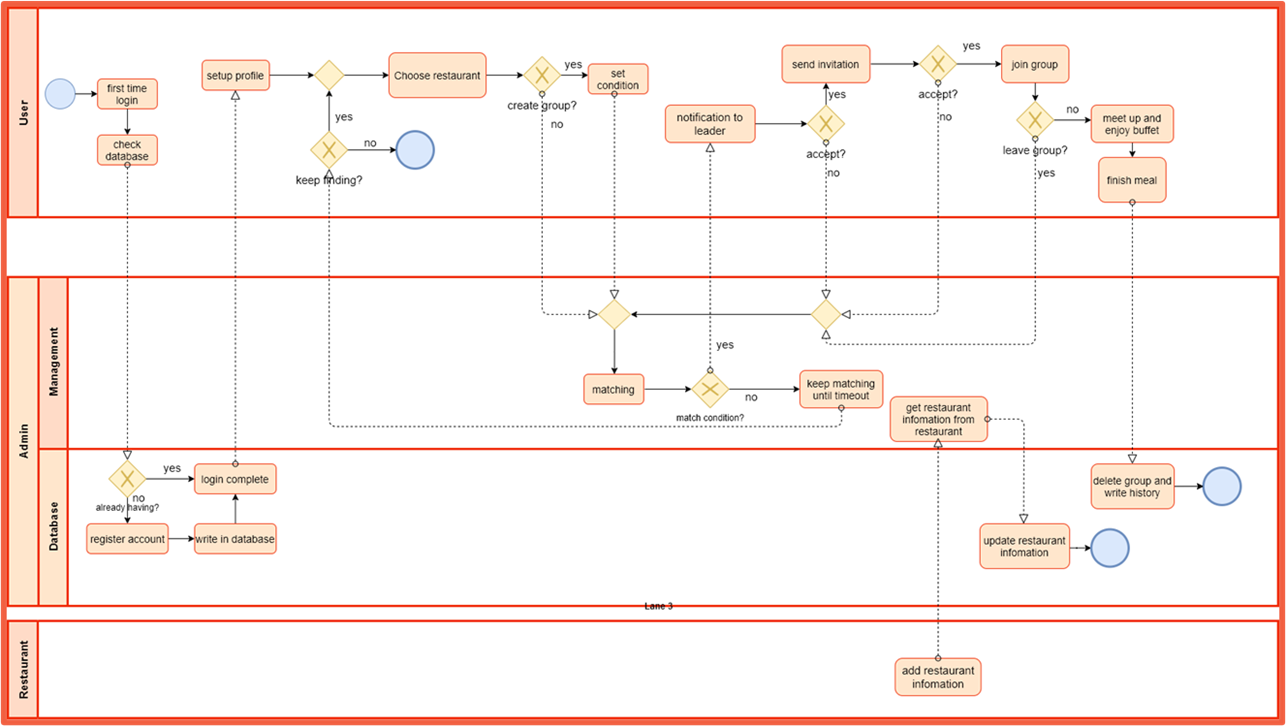 User
first time
login
check
database
setup profile
yes
no
keep finding?
Choose restaurant
create group?
yes
no
set
condition
notification to
leader
send invitation
yes
accept?
no
yes
accept?
no
join group
no
leave group?
yes
meet up and
enjoy buffet
finish meal
Admin
Management
matching
yes
no
match condition?
keep matching
until timeout
get restaurant
infomation from
restaurant
Database
yes
no
already having?
login complete
register account
write in database
delete group and
write history
update restaurant
infomation
Lane 3
Restaurant
add restaurant
infomation